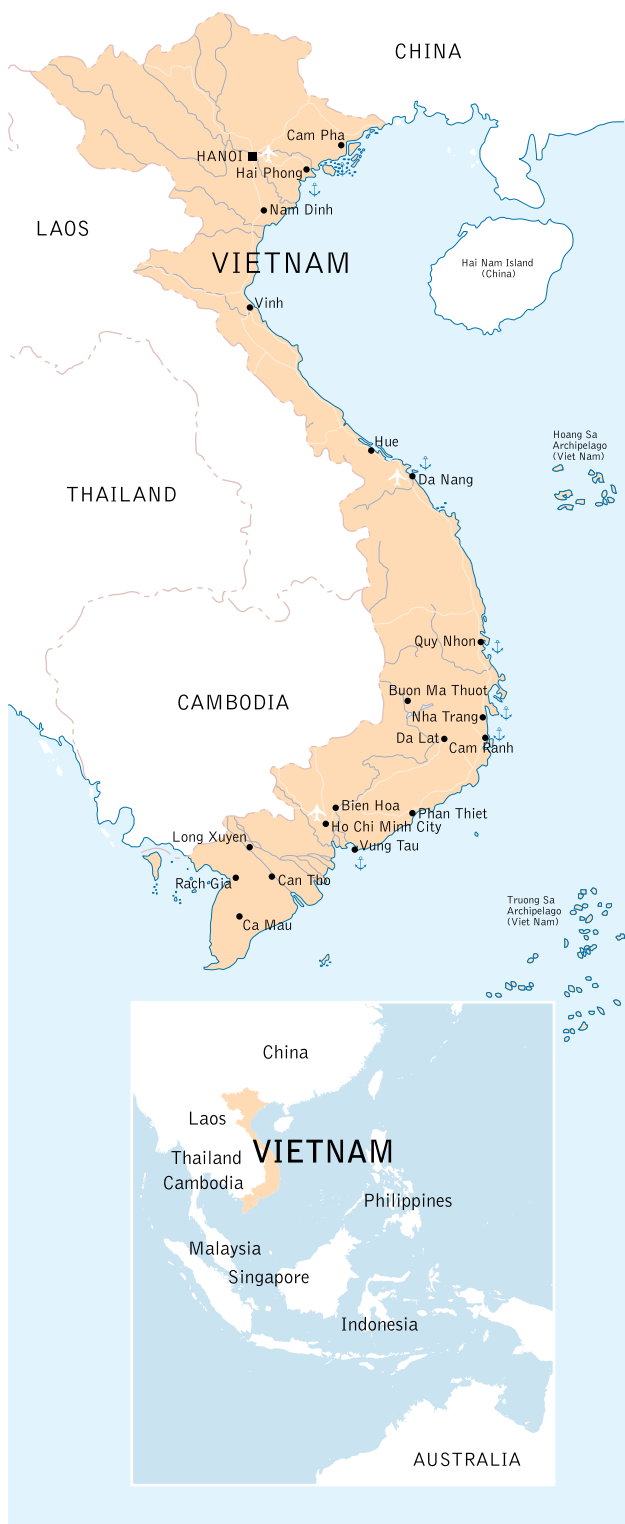 CHINA
Cam Pha
HANOI
Hai Phong
Nam Dinh
LAOS
VIETNAM
Hai Nam Island
(China)
Vinh
Hue
Hoang Sa
Archipelago
(Viet Nam)
Da Nang
THAILAND
Quy Nhon
Buon Ma Thuot
CAMBODIA
Nha Trang
Da Lat
Cam Ranh
Bien Hoa
Phan Thiet
Ho Chi Minh City
Long Xuyen
Vung Tau
Rach Gia
Can Tho
Truong Sa
Archipelago
(Viet Nam)
Ca Mau
China
Laos
VIETNAM
Thailand
Cambodia
Philippines
Malaysia
Singapore
Indonesia
AUSTRALIA